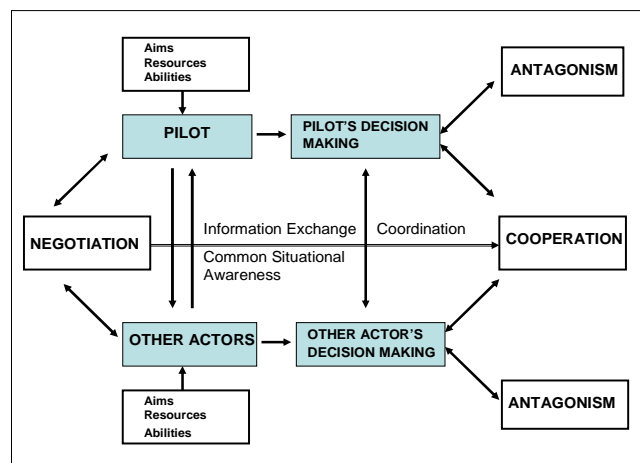 Aims
Resources
Abilities
ANTAGONISM
PILOT
PILOT'S DECISION
MAKING
NEGOTIATION
Information Exchange
Coordination
Common Situational
Awareness
COOPERATION
OTHER ACTORS
OTHER ACTOR'S
DECISION MAKING
Aims
Resources
Abilities
ANTAGONISM